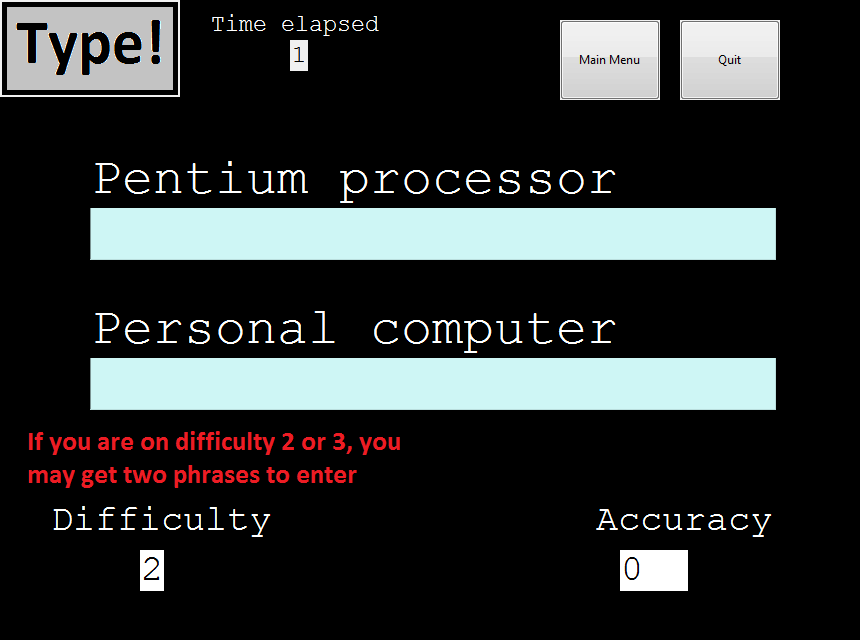 Type!
Time elapsed
1
Main Menu
Quit
Pentium processor
Personal computer
If you are on difficulty 2 or 3, you
may get two phrases to enter
Difficulty
2
Accuracy
0